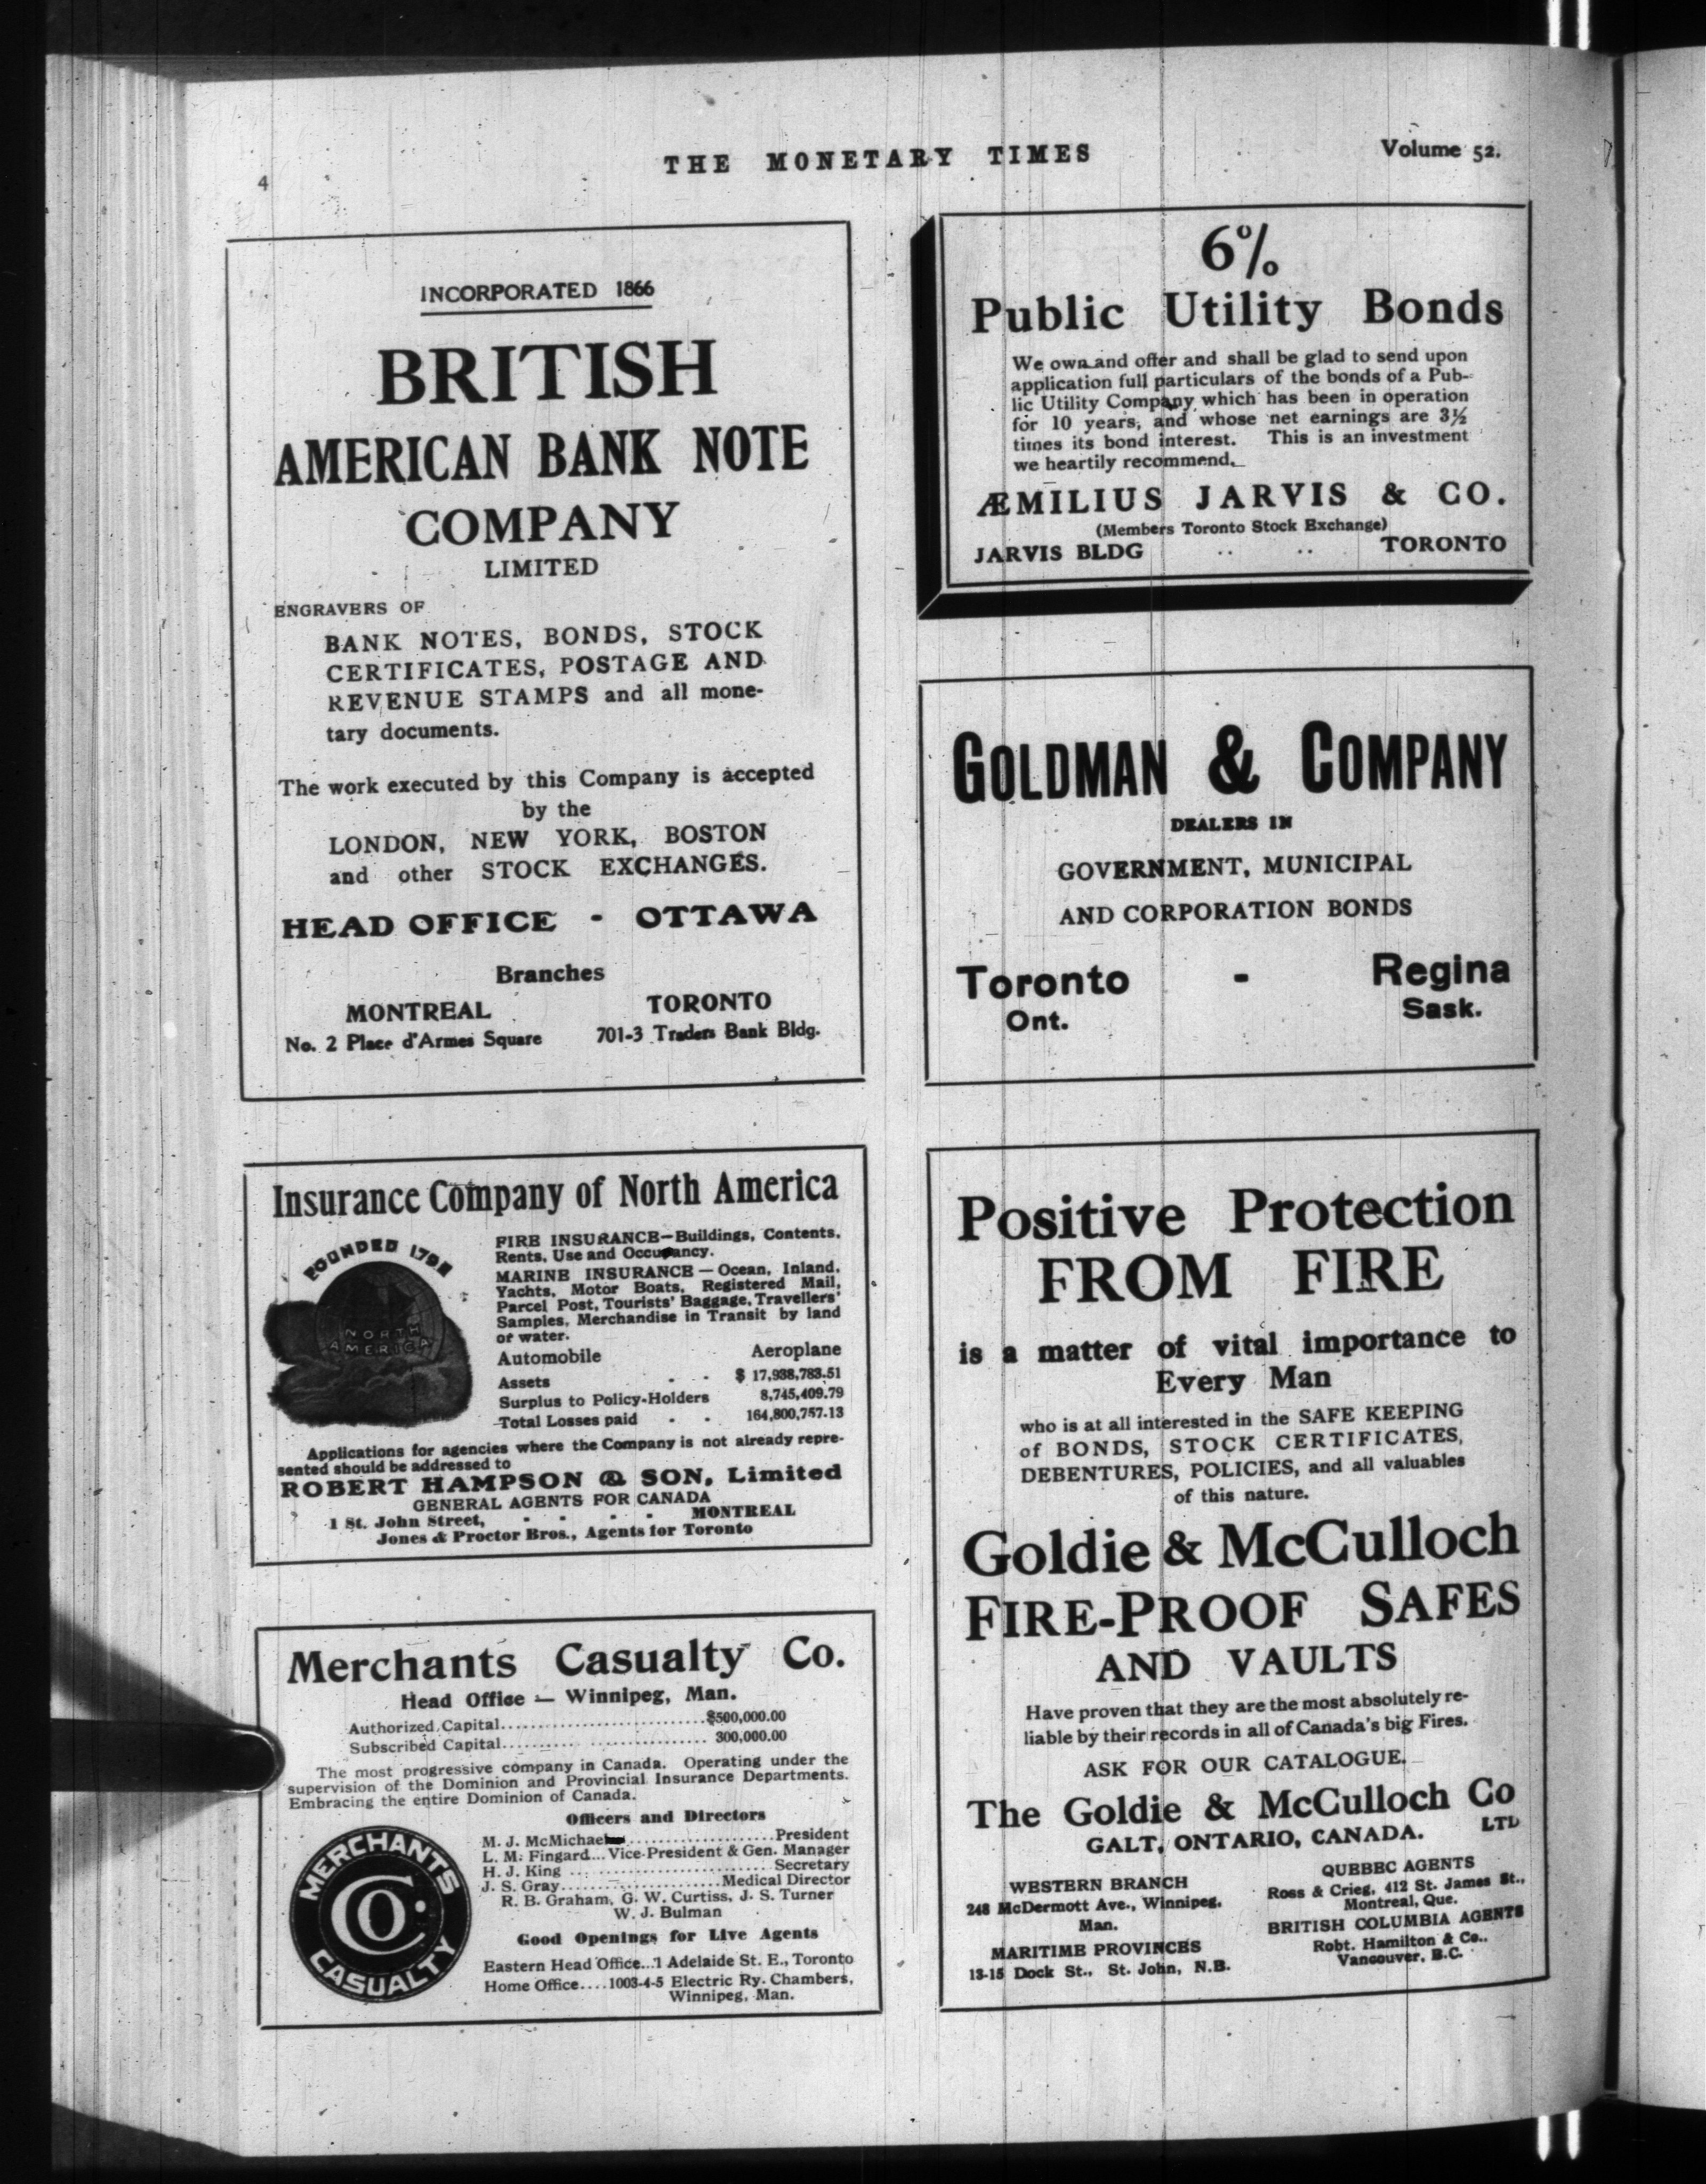 4
THE MONETARY TIMES
Volume 52.
INCORPORATED 1866
BRITISH
AMERICAN BANK NOTE
COMPANY
LIMITED
ENGRAVERS OF
BANK NOTES, BONDS, STOCK
CERTIFICATES, POSTAGE AND
REVENUE STAMPS and all mone-
tary documents.
The work executed by this Company is accepted
by the
LONDON, NEW YORK, BOSTON
and other STOCK EXCHANGES.
HEAD OFFICE - OTTAWA
Branches
MONTREAL
No. 2 Place d'Armes Square
TORONTO
701-3 Traders Bank Bldg.
Insurance Company of North America
FOUNDED 1792
NORTH
AMERICA
FIRE INSURANCE—Buildings, Contents,
Rents, Use and Occupancy.
MARINE INSURANCE — Ocean, Inland,
Yachts, Motor Boats, Registered Mail,
Parcel Post, Tourists' Baggage, Travellers'
Samples, Merchandise in Transit by land
or water.
Automobile Aeroplane
Assets - - $ 17,938,783.51
Surplus to Policy-Holders 8,745,409.79
Total Losses paid - - 164,800,757.13
Applications for agencies where the Company is not already repre-
sented should be addressed to
ROBERT HAMPSON & SON, Limited
GENERAL AGENTS FOR CANADA
1 St. John Street, - - - - MONTREAL
Jones & Proctor Bros., Agents for Toronto
Merchants Casualty Co.
Head Office — Winnipeg, Man.
Authorized Capital............................$500,000.00
Subscribed Capital............................ 300,000.00
The most progressive company in Canada. Operating under the
supervision of the Dominion and Provincial Insurance Departments.
Embracing the entire Dominion of Canada.
Officers and Directors
MERCHANTS
Co.
CASUALTY
M. J. McMichael.....................President
L. M. Fingard...Vice-President & Gen. Manager
H. J. King ............................Secretary
J. S. Gray.......................Medical Director
R. B. Graham, G. W. Curtiss, J. S. Turner
W. J. Bulman
Good Openings for Live Agents
Eastern Head Office...1 Adelaide St. E., Toronto
Home Office....1003-4-5 Electric Ry. Chambers,
Winnipeg, Man.
6%
Public Utility Bonds
We own and offer and shall be glad to send upon
application full particulars of the bonds of a Pub-
lic Utility Company which has been in operation
for 10 years, and whose net earnings are 3½
times its bond interest. This is an investment
we heartily recommend.
ÆMILIUS JARVIS & CO.
(Members Toronto Stock Exchange)
JARVIS BLDG .. .. TORONTO
GOLDMAN & COMPANY
DEALERS IN
GOVERNMENT, MUNICIPAL
AND CORPORATION BONDS
Toronto - Regina
Ont. Sask.
Positive Protection
FROM FIRE
is a matter of vital importance to
Every Man
who is at all interested in the SAFE KEEPING
of BONDS, STOCK CERTIFICATES,
DEBENTURES, POLICIES, and all valuables
of this nature.
Goldie & McCulloch
FIRE-PROOF SAFES
AND VAULTS
Have proven that they are the most absolutely re-
liable by their records in all of Canada's big Fires.
ASK FOR OUR CATALOGUE.
The Goldie & McCulloch Co
LTD
GALT, ONTARIO, CANADA.
WESTERN BRANCH
248 McDermott Ave., Winnipeg,
Man.
MARITIME PROVINCES
13-15 Dock St., St. John, N.B.
QUEBEC AGENTS
Ross & Crieg, 412 St. James St.,
Montreal, Que.
BRITISH COLUMBIA AGENTS
Robt. Hamilton & Co.,
Vancouver, B.C.